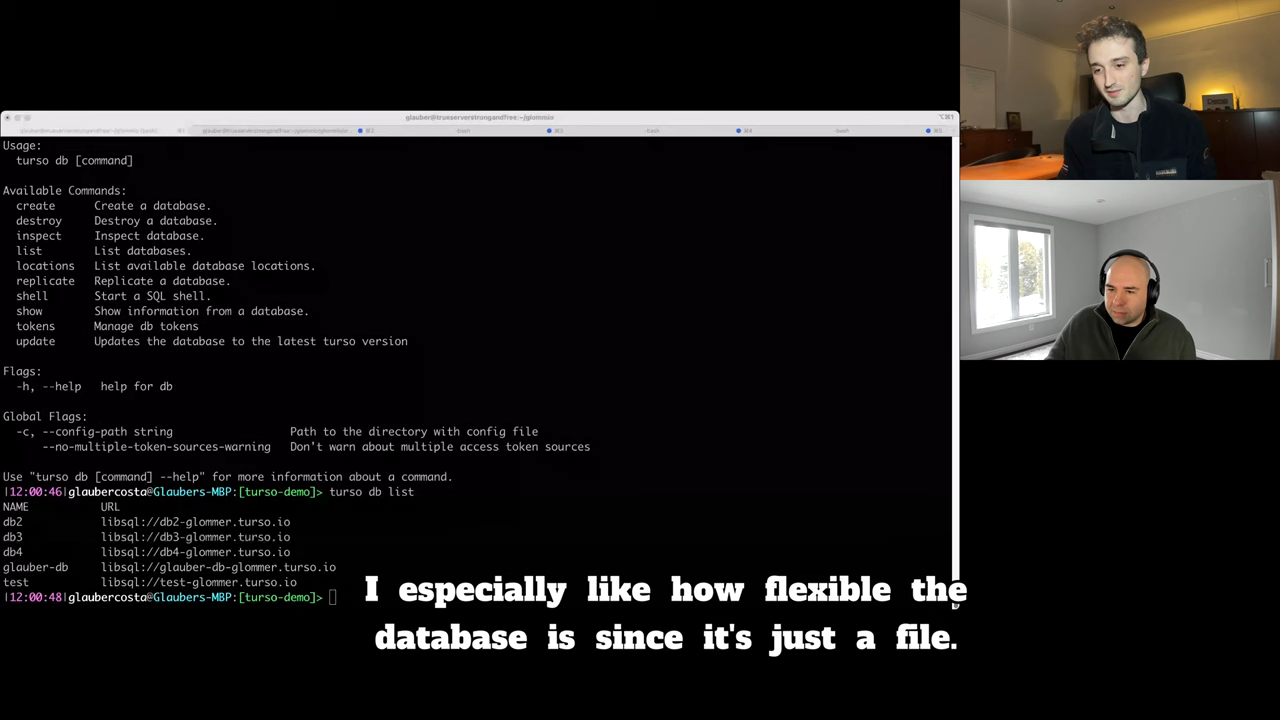 glauber@trueserverstrongandfree:~/glommio
Usage:
turso db [command]
Available Commands:
create Create a database.
destroy Destroy a database.
inspect Inspect database.
list List databases.
locations List available database locations.
replicate Replicate a database.
shell Start a SQL shell.
show Show information from a database.
tokens Manage db tokens
update Updates the database to the latest turso version
Flags:
-h, --help help for db
Global Flags:
-c, --config-path string Path to the directory with config file
--no-multiple-token-sources-warning Don't warn about multiple access token sources
Use "turso db [command] --help" for more information about a command.
|12:00:46|glaubercosta@Glaubers-MBP:[turso-demo]> turso db list
NAME URL
db2 libsql://db2-glommer.turso.io
db3 libsql://db3-glommer.turso.io
db4 libsql://db4-glommer.turso.io
glauber-db libsql://glauber-db-glommer.turso.io
test libsql://test-glommer.turso.io
|12:00:48|glaubercosta@Glaubers-MBP:[turso-demo]>
I especially like how flexible the
database is since it's just a file.